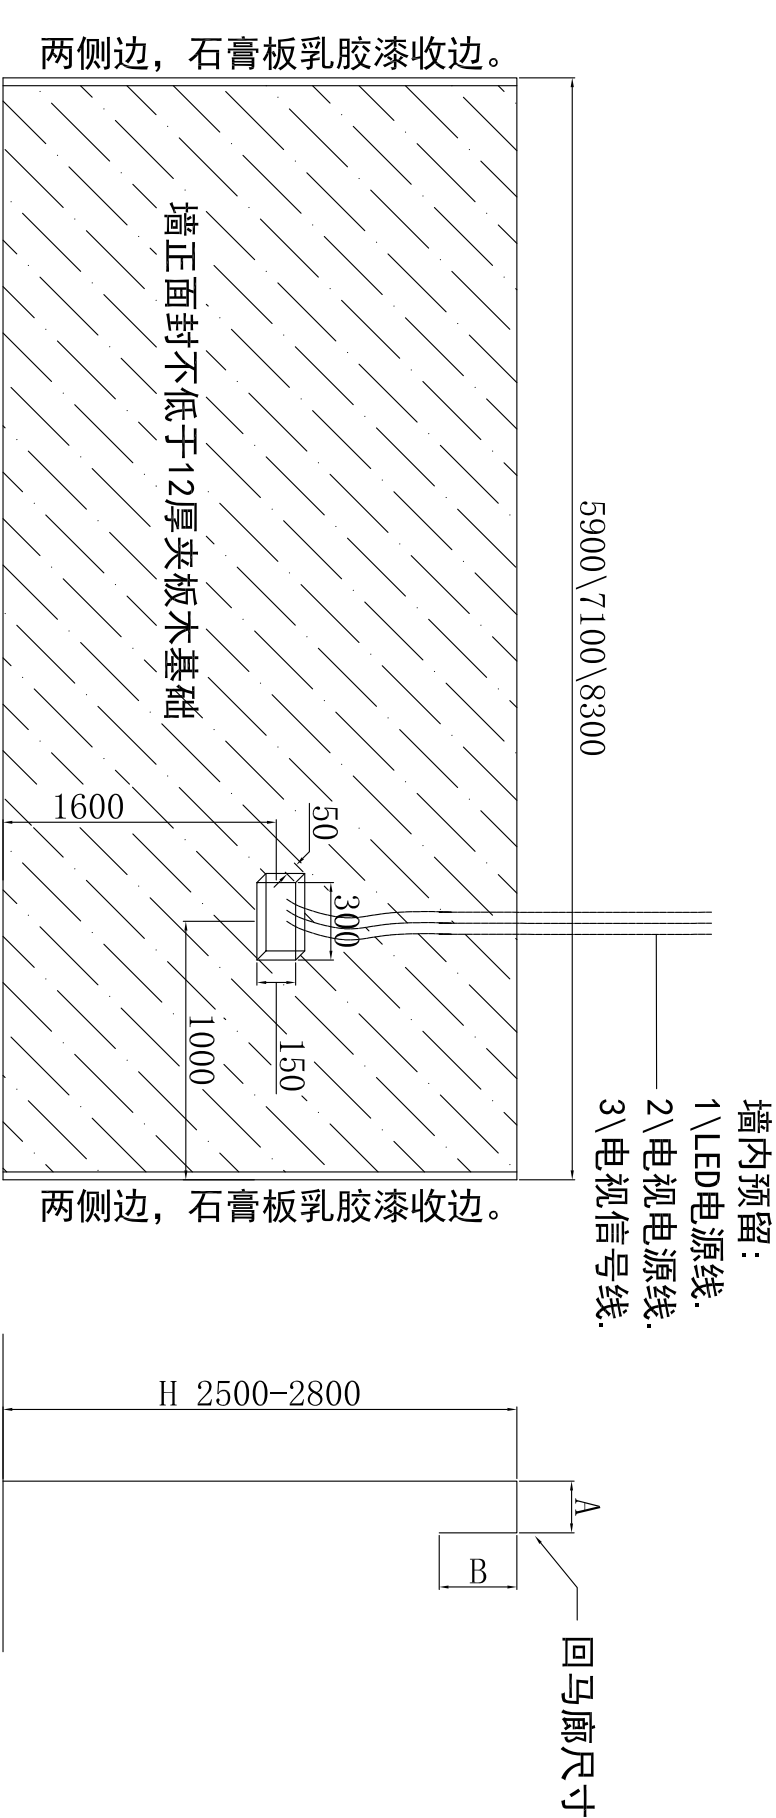 两侧边，石膏板乳胶漆收边。
5900\7100\8300
墙正面封不低于12厚夹板木基础
1600
50
300
150
1000
墙内预留：
1\LED电源线.
2\电视电源线.
3\电视信号线.
两侧边，石膏板乳胶漆收边。
H 2500-2800
A
B
回马廊尺寸